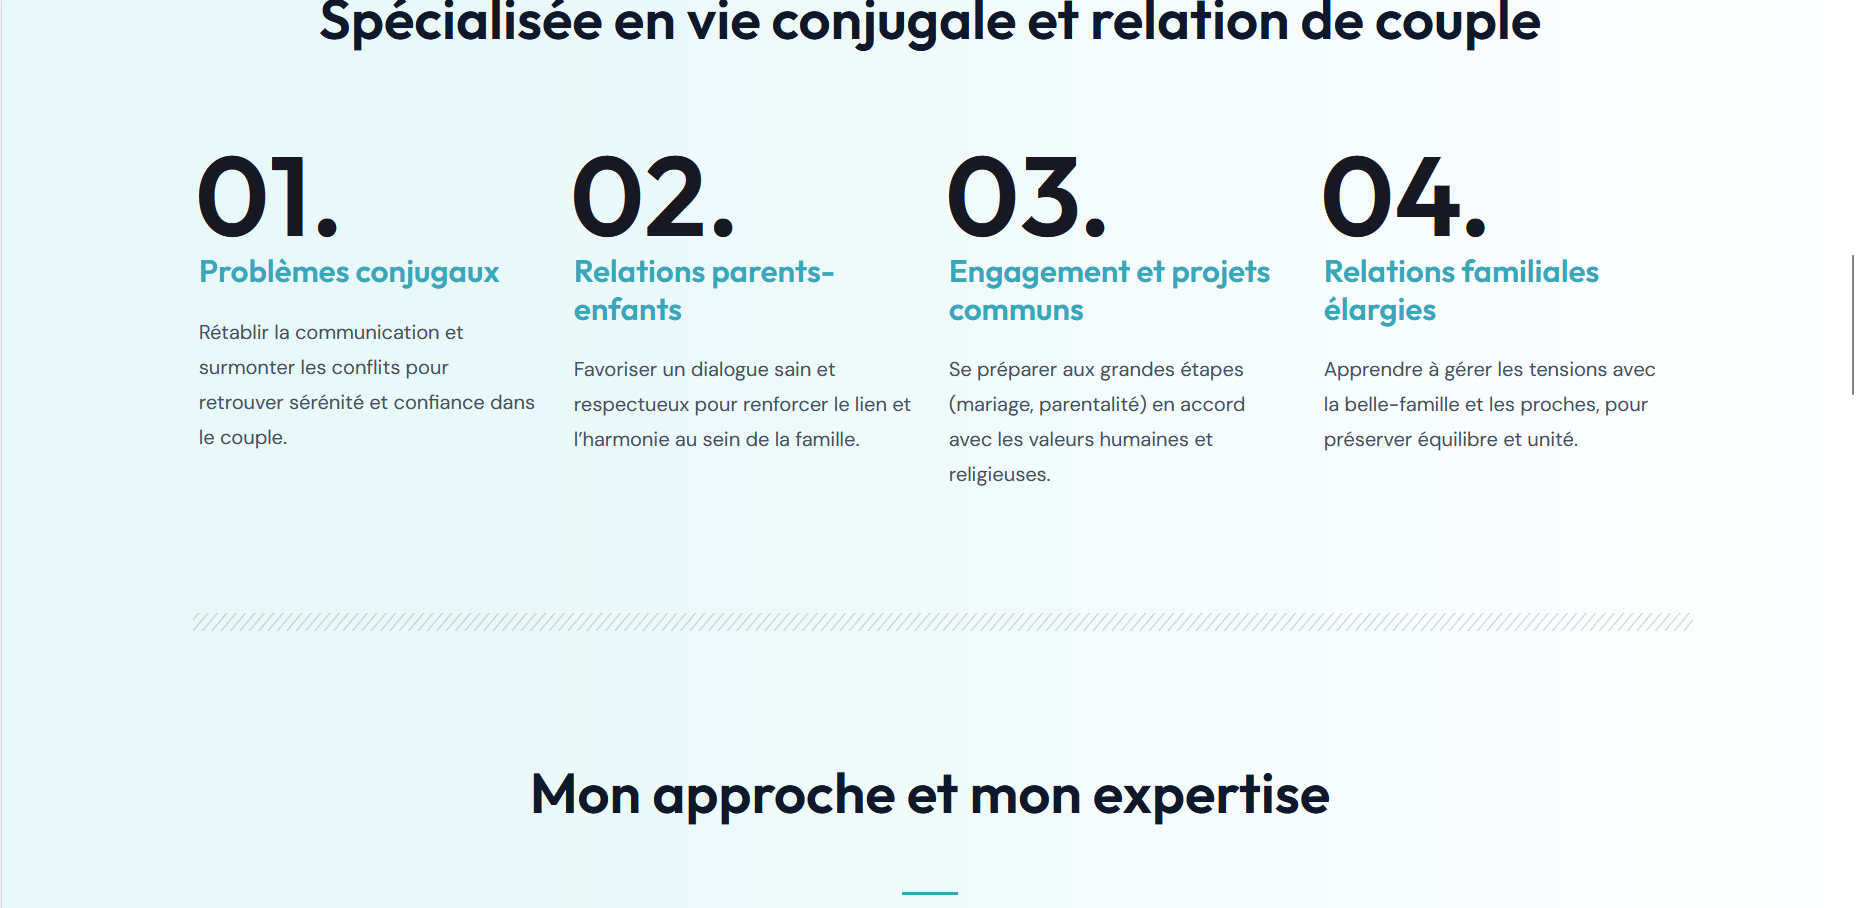 Spécialisée en vie conjugale et relation de couple
01.
Problèmes conjugaux
Rétablir la communication et
surmonter les conflits pour
retrouver sérénité et confiance dans
le couple.
02.
Relations parents-
enfants
Favoriser un dialogue sain et
respectueux pour renforcer le lien et
l’harmonie au sein de la famille.
03.
Engagement et projets
communs
Se préparer aux grandes étapes
(mariage, parentalité) en accord
avec les valeurs humaines et
religieuses.
04.
Relations familiales
élargies
Apprendre à gérer les tensions avec
la belle-famille et les proches, pour
préserver équilibre et unité.
Mon approche et mon expertise